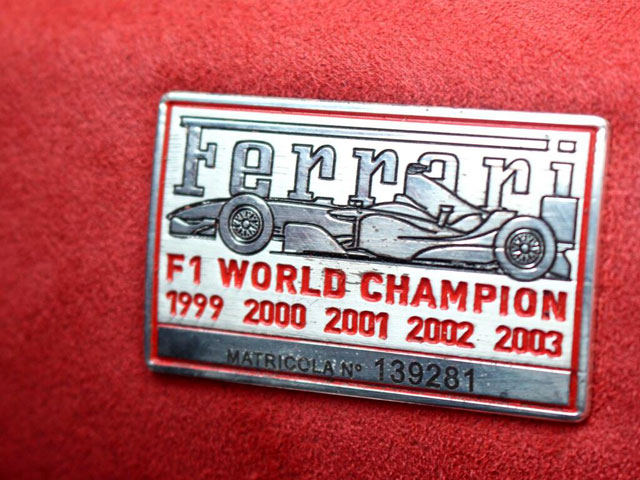 Ferrari
F1 WORLD CHAMPION
1999 2000 2001 2002 2003
MATRICOLA Nº 139281